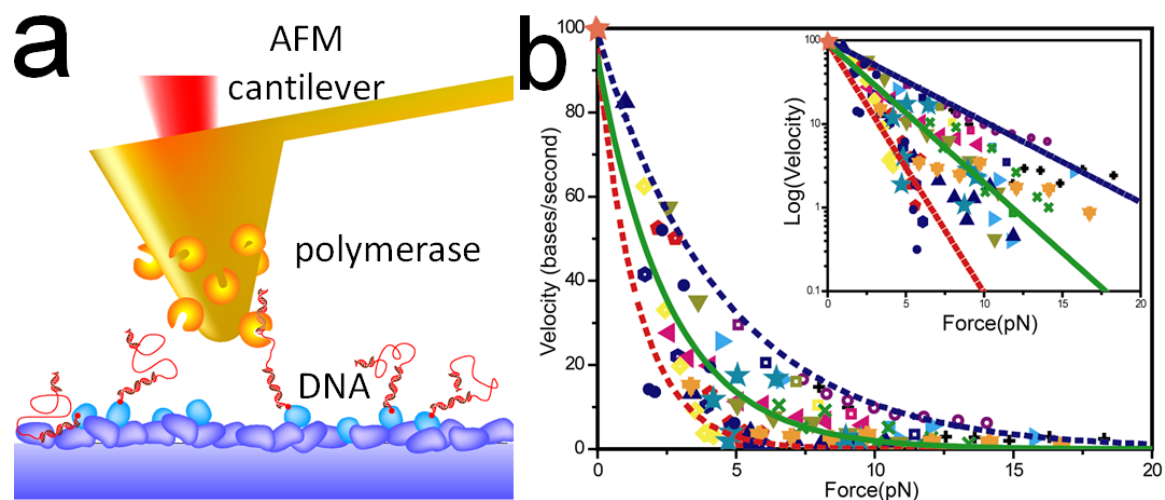 a
AFM
cantilever
polymerase
DNA
b
Velocity (bases/second)
100
80
60
40
20
0
0
5
10
15
20
Force(pN)
Log(Velocity)
100
10
1
0.1
0
5
10
15
20
Force(pN)